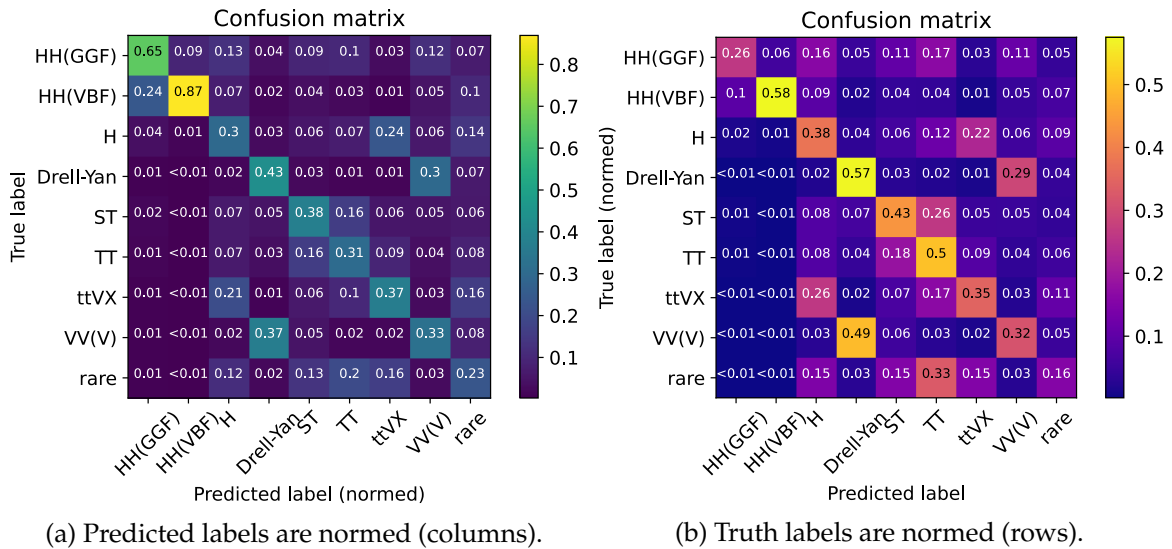 Confusion matrix
HH(GGF) 0.65 0.09 0.13 0.04 0.09 0.1 0.03 0.12 0.07
HH(VBF) 0.24 0.87 0.07 0.02 0.04 0.03 0.01 0.05 0.1
H 0.04 0.01 0.3 0.03 0.06 0.07 0.24 0.06 0.14
Drell-Yan 0.01 <0.01 0.02 0.43 0.03 0.01 0.01 0.3 0.07
ST 0.02 <0.01 0.07 0.05 0.38 0.16 0.06 0.06 0.06
TT 0.01 <0.01 0.07 0.03 0.16 0.31 0.09 0.04 0.08
ttVX 0.01 <0.01 0.21 0.01 0.06 0.1 0.37 0.03 0.16
VV(V) 0.01 <0.01 0.02 0.37 0.05 0.02 0.02 0.33 0.08
rare 0.01 <0.01 0.12 0.02 0.13 0.2 0.16 0.03 0.23
True label
HH(GGF) HH(VBF) H Drell-Yan ST TT ttVX VV(V) rare
Predicted label (normed)
0.8
0.7
0.6
0.5
0.4
0.3
0.2
0.1
(a) Predicted labels are normed (columns).
Confusion matrix
HH(GGF) 0.26 0.06 0.16 0.05 0.11 0.17 0.03 0.11 0.05
HH(VBF) 0.1 0.58 0.09 0.02 0.04 0.04 0.01 0.05 0.07
H 0.02 0.01 0.38 0.04 0.06 0.12 0.22 0.06 0.09
Drell-Yan <0.01 <0.01 0.02 0.57 0.03 0.02 0.02 0.29 0.04
ST 0.01 <0.01 0.08 0.07 0.43 0.26 0.05 0.05 0.04
TT 0.01 <0.01 0.08 0.04 0.18 0.5 0.09 0.04 0.06
ttVX <0.01 <0.01 0.26 0.02 0.07 0.17 0.35 0.03 0.11
VV(V) <0.01 <0.01 0.03 0.49 0.06 0.03 0.02 0.32 0.05
rare <0.01 <0.01 0.15 0.03 0.15 0.33 0.15 0.03 0.16
True label (normed)
HH(GGF) HH(VBF) H Drell-Yan ST TT ttVX VV(V) rare
Predicted label
0.5
0.4
0.3
0.2
0.1
(b) Truth labels are normed (rows).